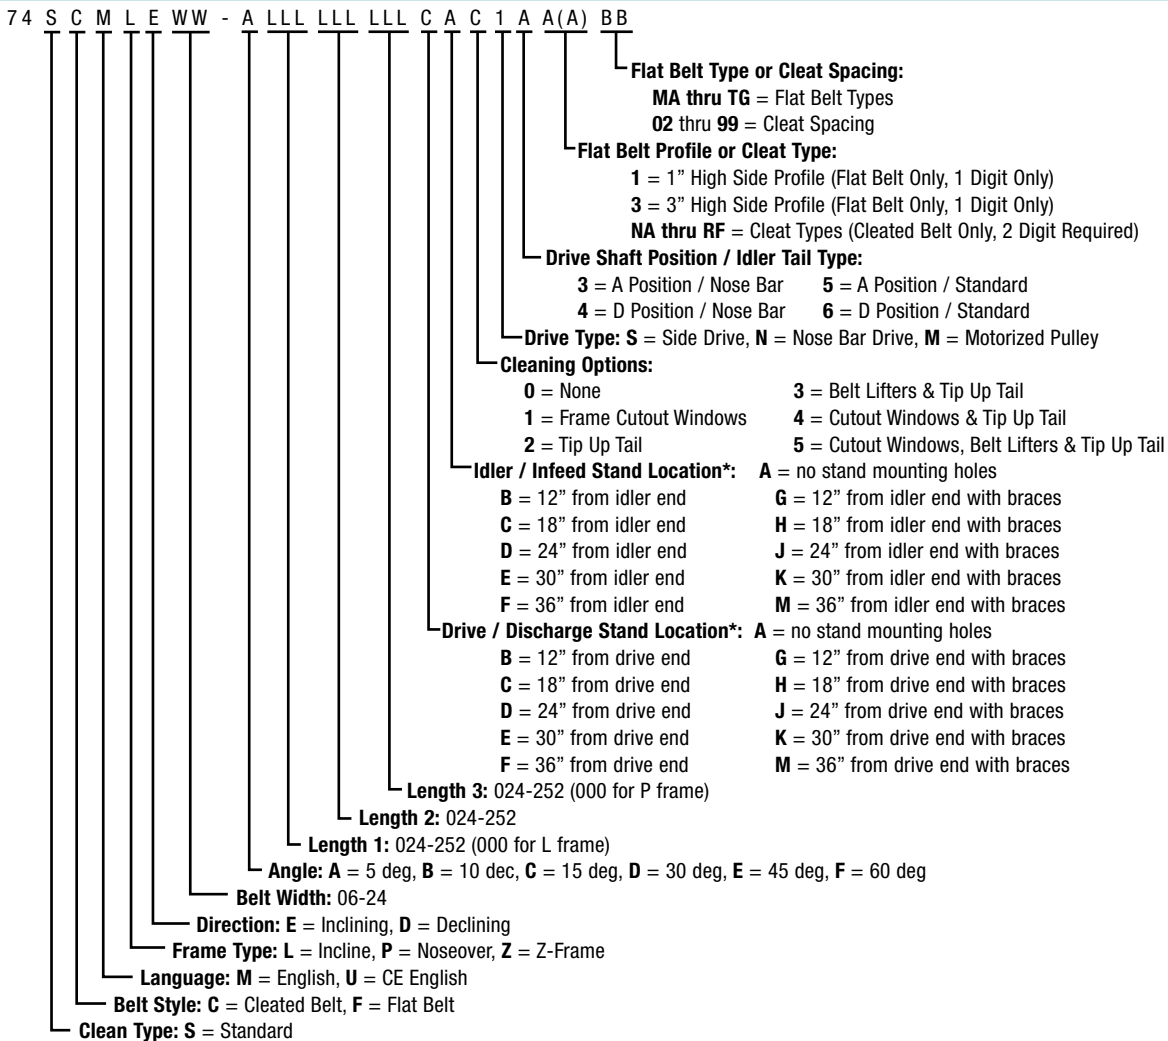 74 S C M L E WW - A LLL LLL LLL C A C 1 A A(A) BB
Flat Belt Type or Cleat Spacing:
MA thru TG = Flat Belt Types
02 thru 99 = Cleat Spacing
Flat Belt Profile or Cleat Type:
1 = 1” High Side Profile (Flat Belt Only, 1 Digit Only)
3 = 3” High Side Profile (Flat Belt Only, 1 Digit Only)
NA thru RF = Cleat Types (Cleated Belt Only, 2 Digit Required)
Drive Shaft Position / Idler Tail Type:
3 = A Position / Nose Bar 5 = A Position / Standard
4 = D Position / Nose Bar 6 = D Position / Standard
Drive Type: S = Side Drive, N = Nose Bar Drive, M = Motorized Pulley
Cleaning Options:
0 = None 3 = Belt Lifters & Tip Up Tail
1 = Frame Cutout Windows 4 = Cutout Windows & Tip Up Tail
2 = Tip Up Tail 5 = Cutout Windows, Belt Lifters & Tip Up Tail
Idler / Infeed Stand Location*: A = no stand mounting holes
B = 12” from idler end G = 12” from idler end with braces
C = 18” from idler end H = 18” from idler end with braces
D = 24” from idler end J = 24” from idler end with braces
E = 30” from idler end K = 30” from idler end with braces
F = 36” from idler end M = 36” from idler end with braces
Drive / Discharge Stand Location*: A = no stand mounting holes
B = 12” from drive end G = 12” from drive end with braces
C = 18” from drive end H = 18” from drive end with braces
D = 24” from drive end J = 24” from drive end with braces
E = 30” from drive end K = 30” from drive end with braces
F = 36” from drive end M = 36” from drive end with braces
Length 3: 024-252 (000 for P frame)
Length 2: 024-252
Length 1: 024-252 (000 for L frame)
Angle: A = 5 deg, B = 10 dec, C = 15 deg, D = 30 deg, E = 45 deg, F = 60 deg
Belt Width: 06-24
Direction: E = Inclining, D = Declining
Frame Type: L = Incline, P = Noseover, Z = Z-Frame
Language: M = English, U = CE English
Belt Style: C = Cleated Belt, F = Flat Belt
Clean Type: S = Standard